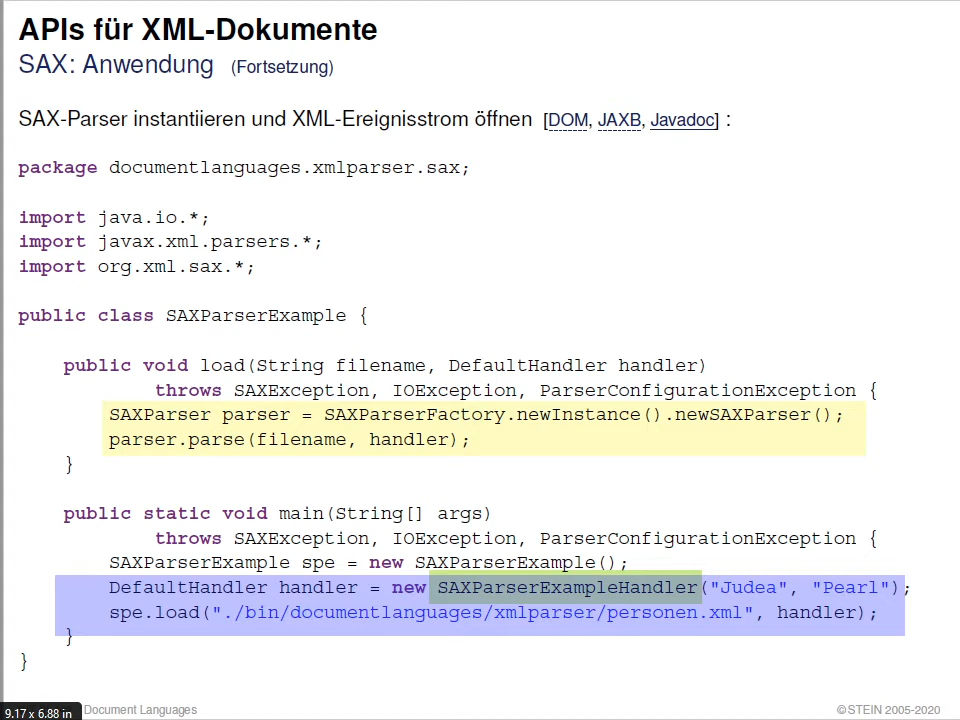 APIs für XML-Dokumente
SAX: Anwendung (Fortsetzung)
SAX-Parser instantiieren und XML-Ereignisstrom öffnen [DOM, JAXB, Javadoc] :
package documentlanguages.xmlparser.sax;
import java.io.*;
import javax.xml.parsers.*;
import org.xml.sax.*;
public class SAXParserExample {
public void load(String filename, DefaultHandler handler)
throws SAXException, IOException, ParserConfigurationException {
SAXParser parser = SAXParserFactory.newInstance().newSAXParser();
parser.parse(filename, handler);
}
public static void main(String[] args)
throws SAXException, IOException, ParserConfigurationException {
SAXParserExample spe = new SAXParserExample();
DefaultHandler handler = new SAXParserExampleHandler("Judea", "Pearl");
spe.load("./bin/documentlanguages/xmlparser/personen.xml", handler);
}
}
9.17 x 6.88 in Document Languages ©STEIN 2005-2020